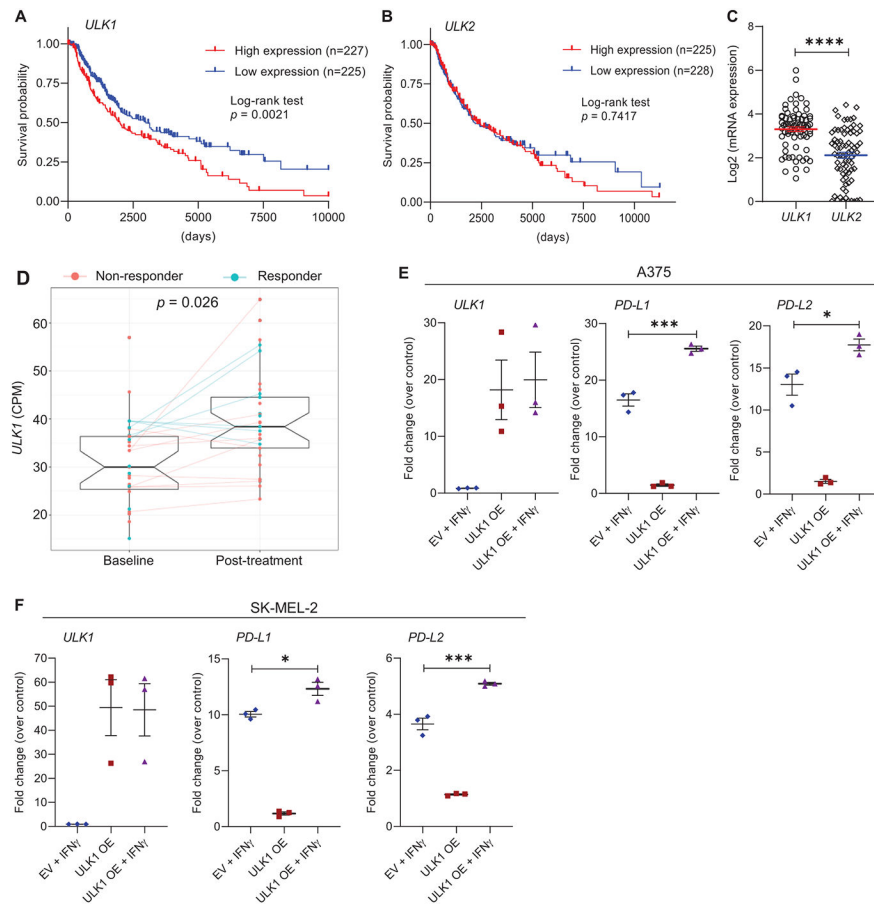 A
ULK1
Survival probability
1.00
0.75
0.50
0.25
0.00
0
2500
5000
7500
10000
(days)
High expression (n=227)
Low expression (n=225)
Log-rank test
p = 0.0021
B
ULK2
Survival probability
1.00
0.75
0.50
0.25
0.00
0
2500
5000
7500
10000
(days)
High expression (n=225)
Low expression (n=228)
Log-rank test
p = 0.7417
C
Log2 (mRNA expression)
8
6
4
2
0
****
ULK1
ULK2
D
Non-responder
Responder
p = 0.026
ULK1 (CPM)
60
50
40
30
20
Baseline
Post-treatment
E
A375
ULK1
Fold change (over control)
30
20
10
0
EV + IFNγ
ULK1 OE
ULK1 OE + IFNγ
PD-L1
Fold change (over control)
30
20
10
0
***
EV + IFNγ
ULK1 OE
ULK1 OE + IFNγ
PD-L2
Fold change (over control)
20
15
10
5
0
*
EV + IFNγ
ULK1 OE
ULK1 OE + IFNγ
F
SK-MEL-2
ULK1
Fold change (over control)
70
60
50
40
30
20
10
0
EV + IFNγ
ULK1 OE
ULK1 OE + IFNγ
PD-L1
Fold change (over control)
15
10
5
0
*
EV + IFNγ
ULK1 OE
ULK1 OE + IFNγ
PD-L2
Fold change (over control)
6
4
2
0
***
EV + IFNγ
ULK1 OE
ULK1 OE + IFNγ